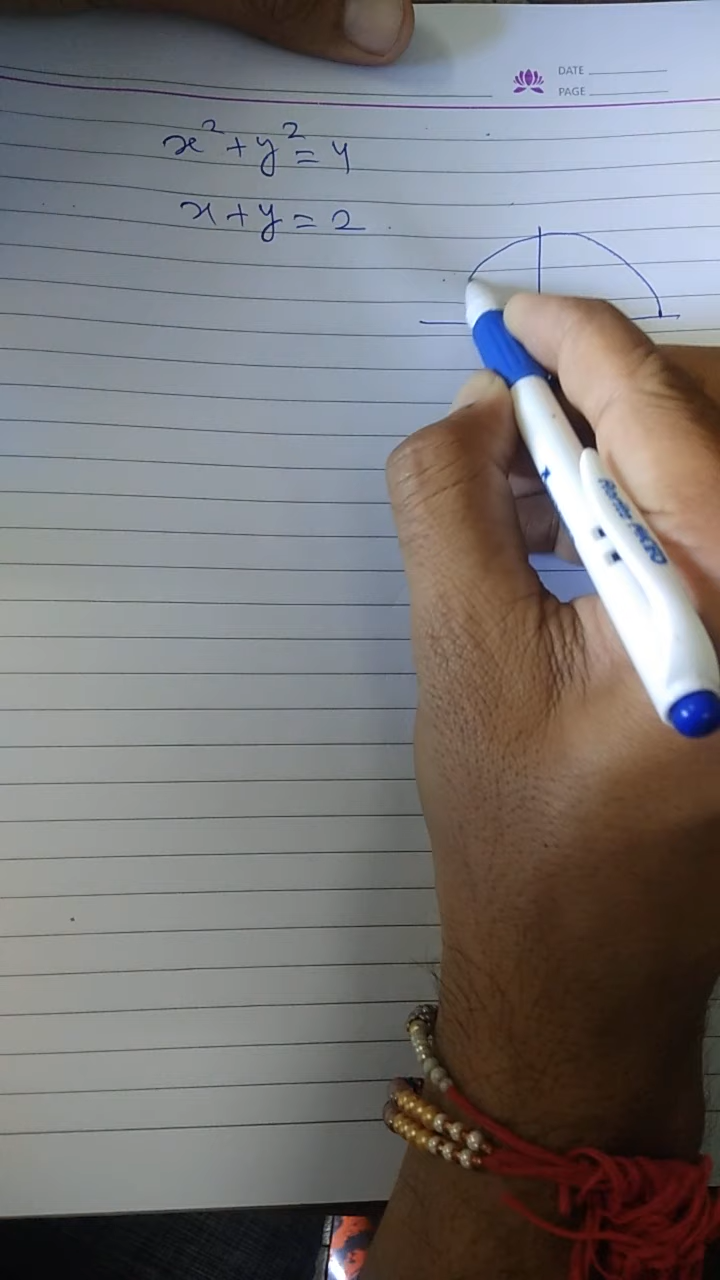 DATE
PAGE
x² + y² = 4
x + y = 2